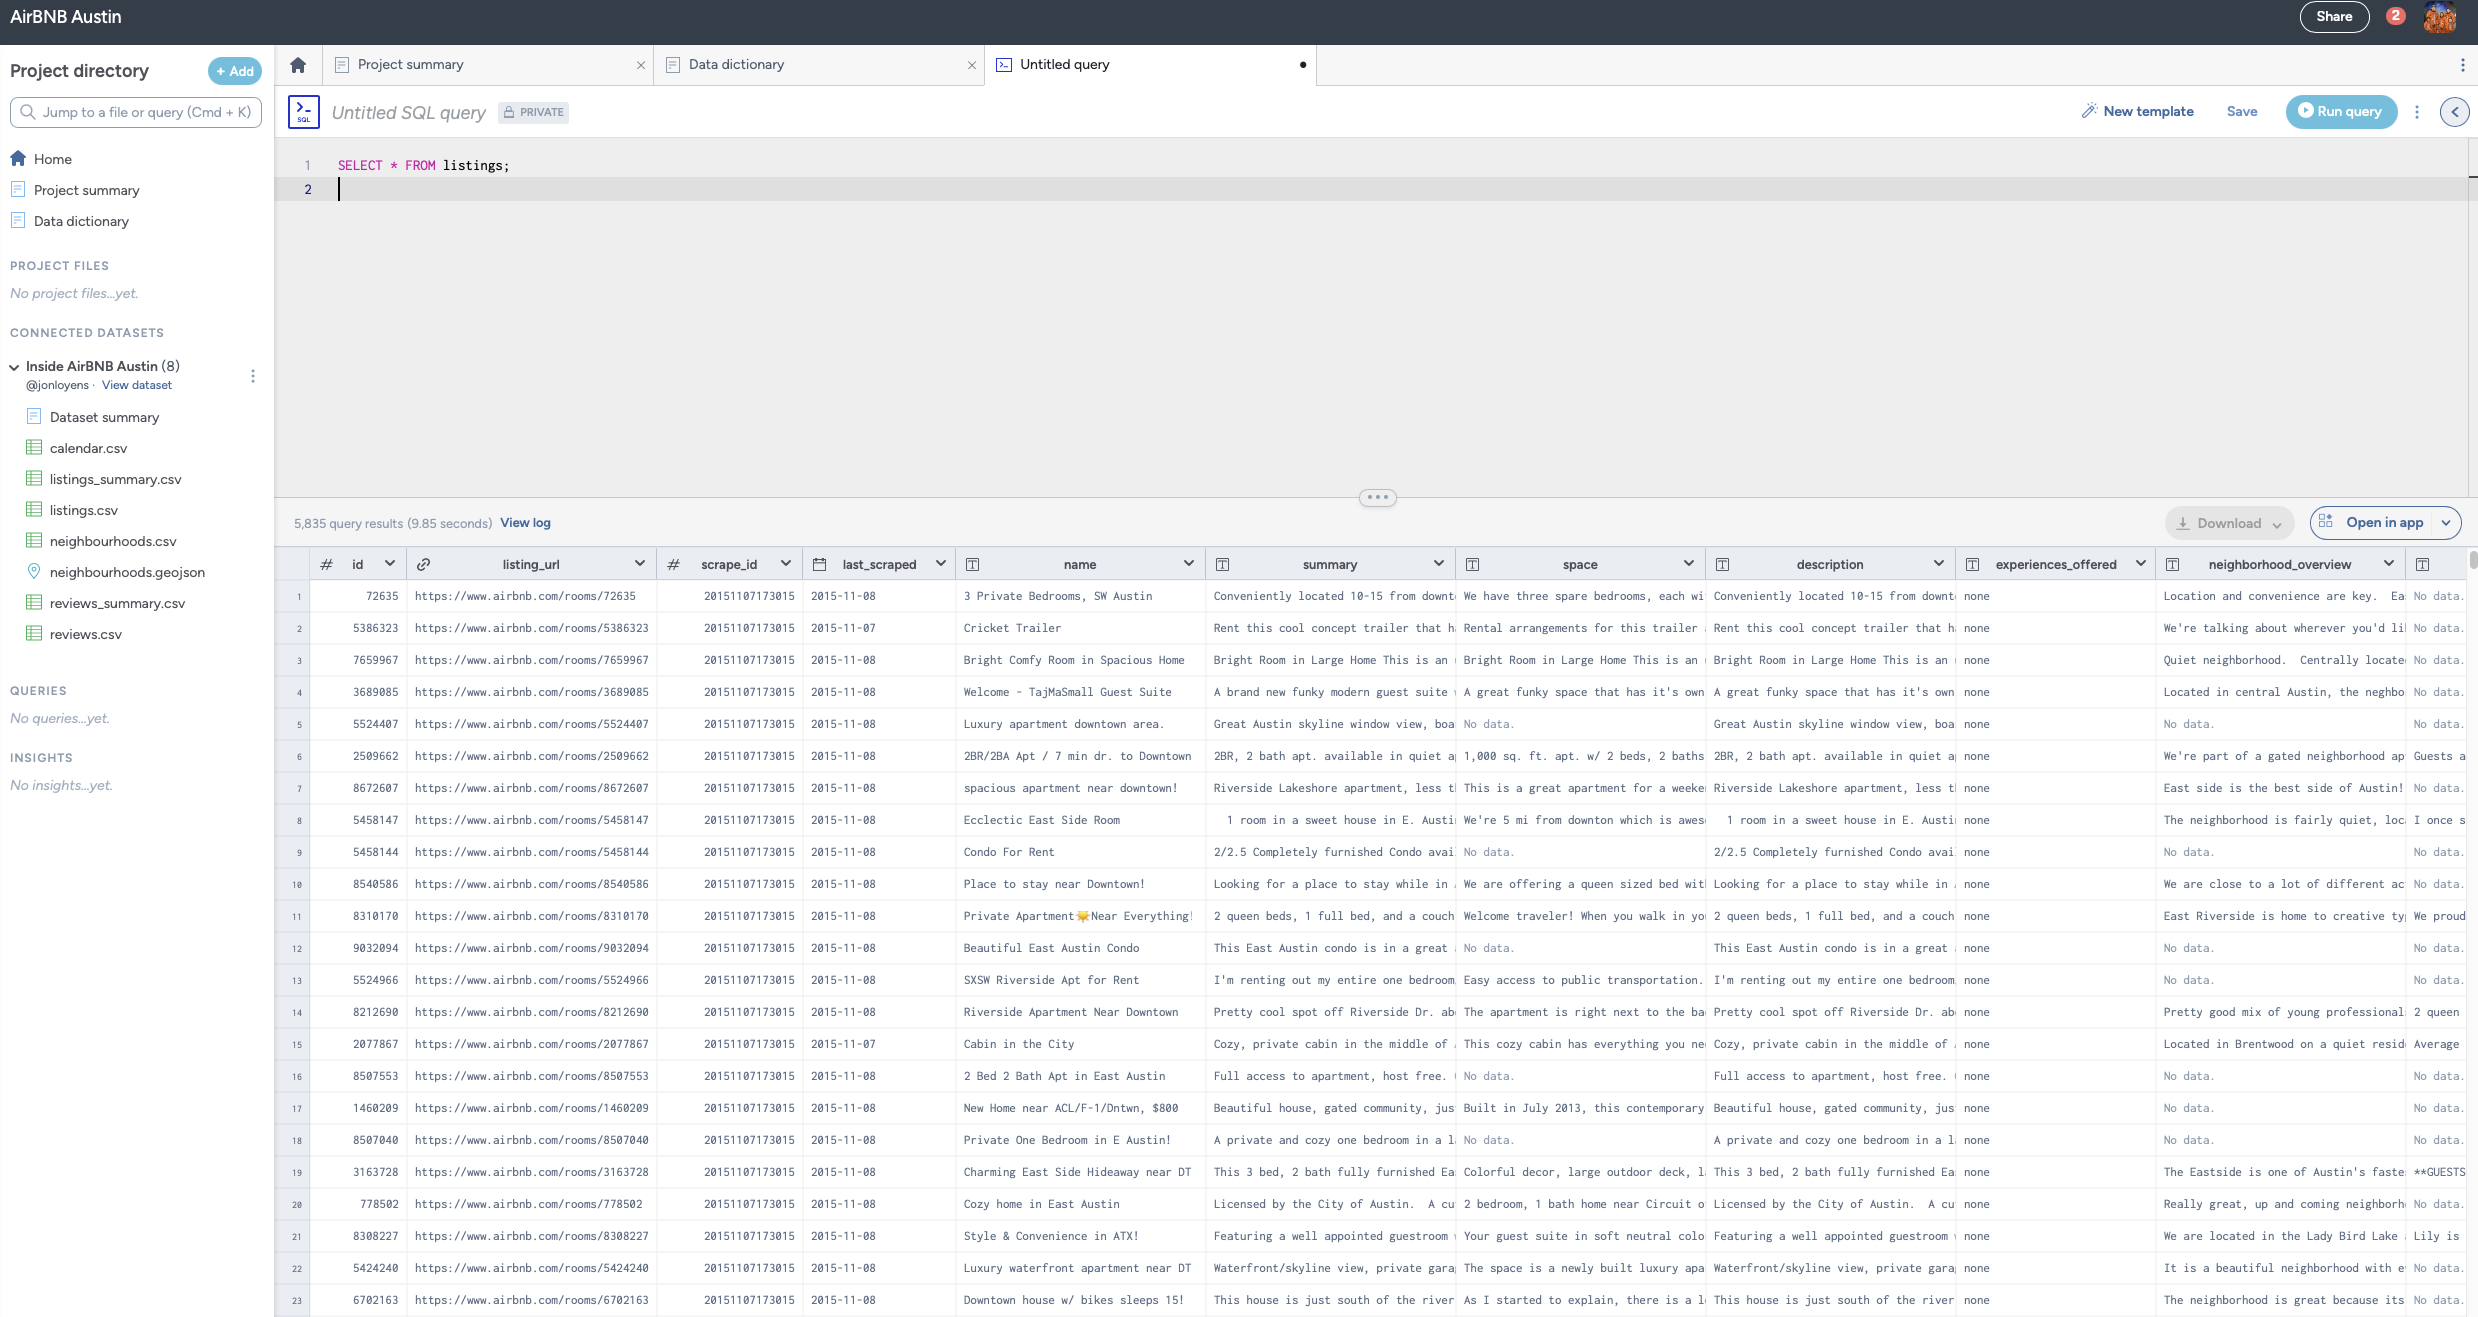 AirBNB Austin
Share
2
Project directory
+ Add
Jump to a file or query (Cmd + K)
Home
Project summary
Data dictionary
PROJECT FILES
No project files...yet.
CONNECTED DATASETS
Inside AirBNB Austin (8)
@jonloyens · View dataset
Dataset summary
calendar.csv
listings_summary.csv
listings.csv
neighbourhoods.csv
neighbourhoods.geojson
reviews_summary.csv
reviews.csv
QUERIES
No queries...yet.
INSIGHTS
No insights...yet.
Project summary
Data dictionary
Untitled query
SQL
Untitled SQL query
PRIVATE
New template
Save
Run query
1 SELECT * FROM listings;
2
5,835 query results (9.85 seconds) View log
Download
Open in app
# id listing_url # scrape_id last_scraped name summary space description experiences_offered neighborhood_overview
1 72635 https://www.airbnb.com/rooms/72635 20151107173015 2015-11-08 3 Private Bedrooms, SW Austin Conveniently located 10-15 from downt We have three spare bedrooms, each wi Conveniently located 10-15 from downt none Location and convenience are key. Ea No data.
2 5386323 https://www.airbnb.com/rooms/5386323 20151107173015 2015-11-07 Cricket Trailer Rent this cool concept trailer that h Rental arrangements for this trailer Rent this cool concept trailer that h none We're talking about wherever you'd li No data.
3 7659967 https://www.airbnb.com/rooms/7659967 20151107173015 2015-11-08 Bright Comfy Room in Spacious Home Bright Room in Large Home This is an Bright Room in Large Home This is an Bright Room in Large Home This is an none Quiet neighborhood. Centrally locate No data.
4 3689085 https://www.airbnb.com/rooms/3689085 20151107173015 2015-11-08 Welcome - TajMaSmall Guest Suite A brand new funky modern guest suite A great funky space that has it's own A great funky space that has it's own none Located in central Austin, the neghbo No data.
5 5524407 https://www.airbnb.com/rooms/5524407 20151107173015 2015-11-08 Luxury apartment downtown area. Great Austin skyline window view, boa No data. Great Austin skyline window view, boa none No data. No data.
6 2509662 https://www.airbnb.com/rooms/2509662 20151107173015 2015-11-08 2BR/2BA Apt / 7 min dr. to Downtown 2BR, 2 bath apt. available in quiet a 1,000 sq. ft. apt. w/ 2 beds, 2 baths 2BR, 2 bath apt. available in quiet a none We're part of a gated neighborhood ap Guests a
7 8672607 https://www.airbnb.com/rooms/8672607 20151107173015 2015-11-08 spacious apartment near downtown! Riverside Lakeshore apartment, less t This is a great apartment for a weeke Riverside Lakeshore apartment, less t none East side is the best side of Austin! No data.
8 5458147 https://www.airbnb.com/rooms/5458147 20151107173015 2015-11-08 Ecclectic East Side Room 1 room in a sweet house in E. Austi We're 5 mi from downton which is awes 1 room in a sweet house in E. Austi none The neighborhood is fairly quiet, loc I once s
9 5458144 https://www.airbnb.com/rooms/5458144 20151107173015 2015-11-08 Condo For Rent 2/2.5 Completely furnished Condo avai No data. 2/2.5 Completely furnished Condo avai none No data. No data.
10 8540586 https://www.airbnb.com/rooms/8540586 20151107173015 2015-11-08 Place to stay near Downtown! Looking for a place to stay while in We are offering a queen sized bed wit Looking for a place to stay while in none We are close to a lot of different ac No data.
11 8310170 https://www.airbnb.com/rooms/8310170 20151107173015 2015-11-08 Private Apartment☀Near Everything! 2 queen beds, 1 full bed, and a couch Welcome traveler! When you walk in yo 2 queen beds, 1 full bed, and a couch none East Riverside is home to creative ty We proud
12 9032094 https://www.airbnb.com/rooms/9032094 20151107173015 2015-11-08 Beautiful East Austin Condo This East Austin condo is in a great No data. This East Austin condo is in a great none No data. No data.
13 5524966 https://www.airbnb.com/rooms/5524966 20151107173015 2015-11-08 SXSW Riverside Apt for Rent I'm renting out my entire one bedroom Easy access to public transportation. I'm renting out my entire one bedroom none No data. No data.
14 8212690 https://www.airbnb.com/rooms/8212690 20151107173015 2015-11-08 Riverside Apartment Near Downtown Pretty cool spot off Riverside Dr. ab The apartment is right next to the ba Pretty cool spot off Riverside Dr. ab none Pretty good mix of young professional 2 queen
15 2077867 https://www.airbnb.com/rooms/2077867 20151107173015 2015-11-07 Cabin in the City Cozy, private cabin in the middle of This cozy cabin has everything you ne Cozy, private cabin in the middle of none Located in Brentwood on a quiet resid Average
16 8507553 https://www.airbnb.com/rooms/8507553 20151107173015 2015-11-08 2 Bed 2 Bath Apt in East Austin Full access to apartment, host free. No data. Full access to apartment, host free. none No data. No data.
17 1460209 https://www.airbnb.com/rooms/1460209 20151107173015 2015-11-08 New Home near ACL/F-1/Dntwn, $800 Beautiful house, gated community, jus Built in July 2013, this contemporary Beautiful house, gated community, jus none No data. No data.
18 8507040 https://www.airbnb.com/rooms/8507040 20151107173015 2015-11-08 Private One Bedroom in E Austin! A private and cozy one bedroom in a l No data. A private and cozy one bedroom in a l none No data. No data.
19 3163728 https://www.airbnb.com/rooms/3163728 20151107173015 2015-11-08 Charming East Side Hideaway near DT This 3 bed, 2 bath fully furnished Ea Colorful decor, large outdoor deck, l This 3 bed, 2 bath fully furnished Ea none The Eastside is one of Austin's faste **GUESTS
20 778502 https://www.airbnb.com/rooms/778502 20151107173015 2015-11-08 Cozy home in East Austin Licensed by the City of Austin. A cu 2 bedroom, 1 bath home near Circuit o Licensed by the City of Austin. A cu none Really great, up and coming neighborh No data.
21 8308227 https://www.airbnb.com/rooms/8308227 20151107173015 2015-11-08 Style & Convenience in ATX! Featuring a well appointed guestroom Your guest suite in soft neutral colo Featuring a well appointed guestroom none We are located in the Lady Bird Lake Lily is
22 5424240 https://www.airbnb.com/rooms/5424240 20151107173015 2015-11-08 Luxury waterfront apartment near DT Waterfront/skyline view, private gara The space is a newly built luxury apa Waterfront/skyline view, private gara none It is a beautiful neighborhood with e No data.
23 6702163 https://www.airbnb.com/rooms/6702163 20151107173015 2015-11-08 Downtown house w/ bikes sleeps 15! This house is just south of the river As I started to explain, there is a l This house is just south of the river none The neighborhood is great because its No data.